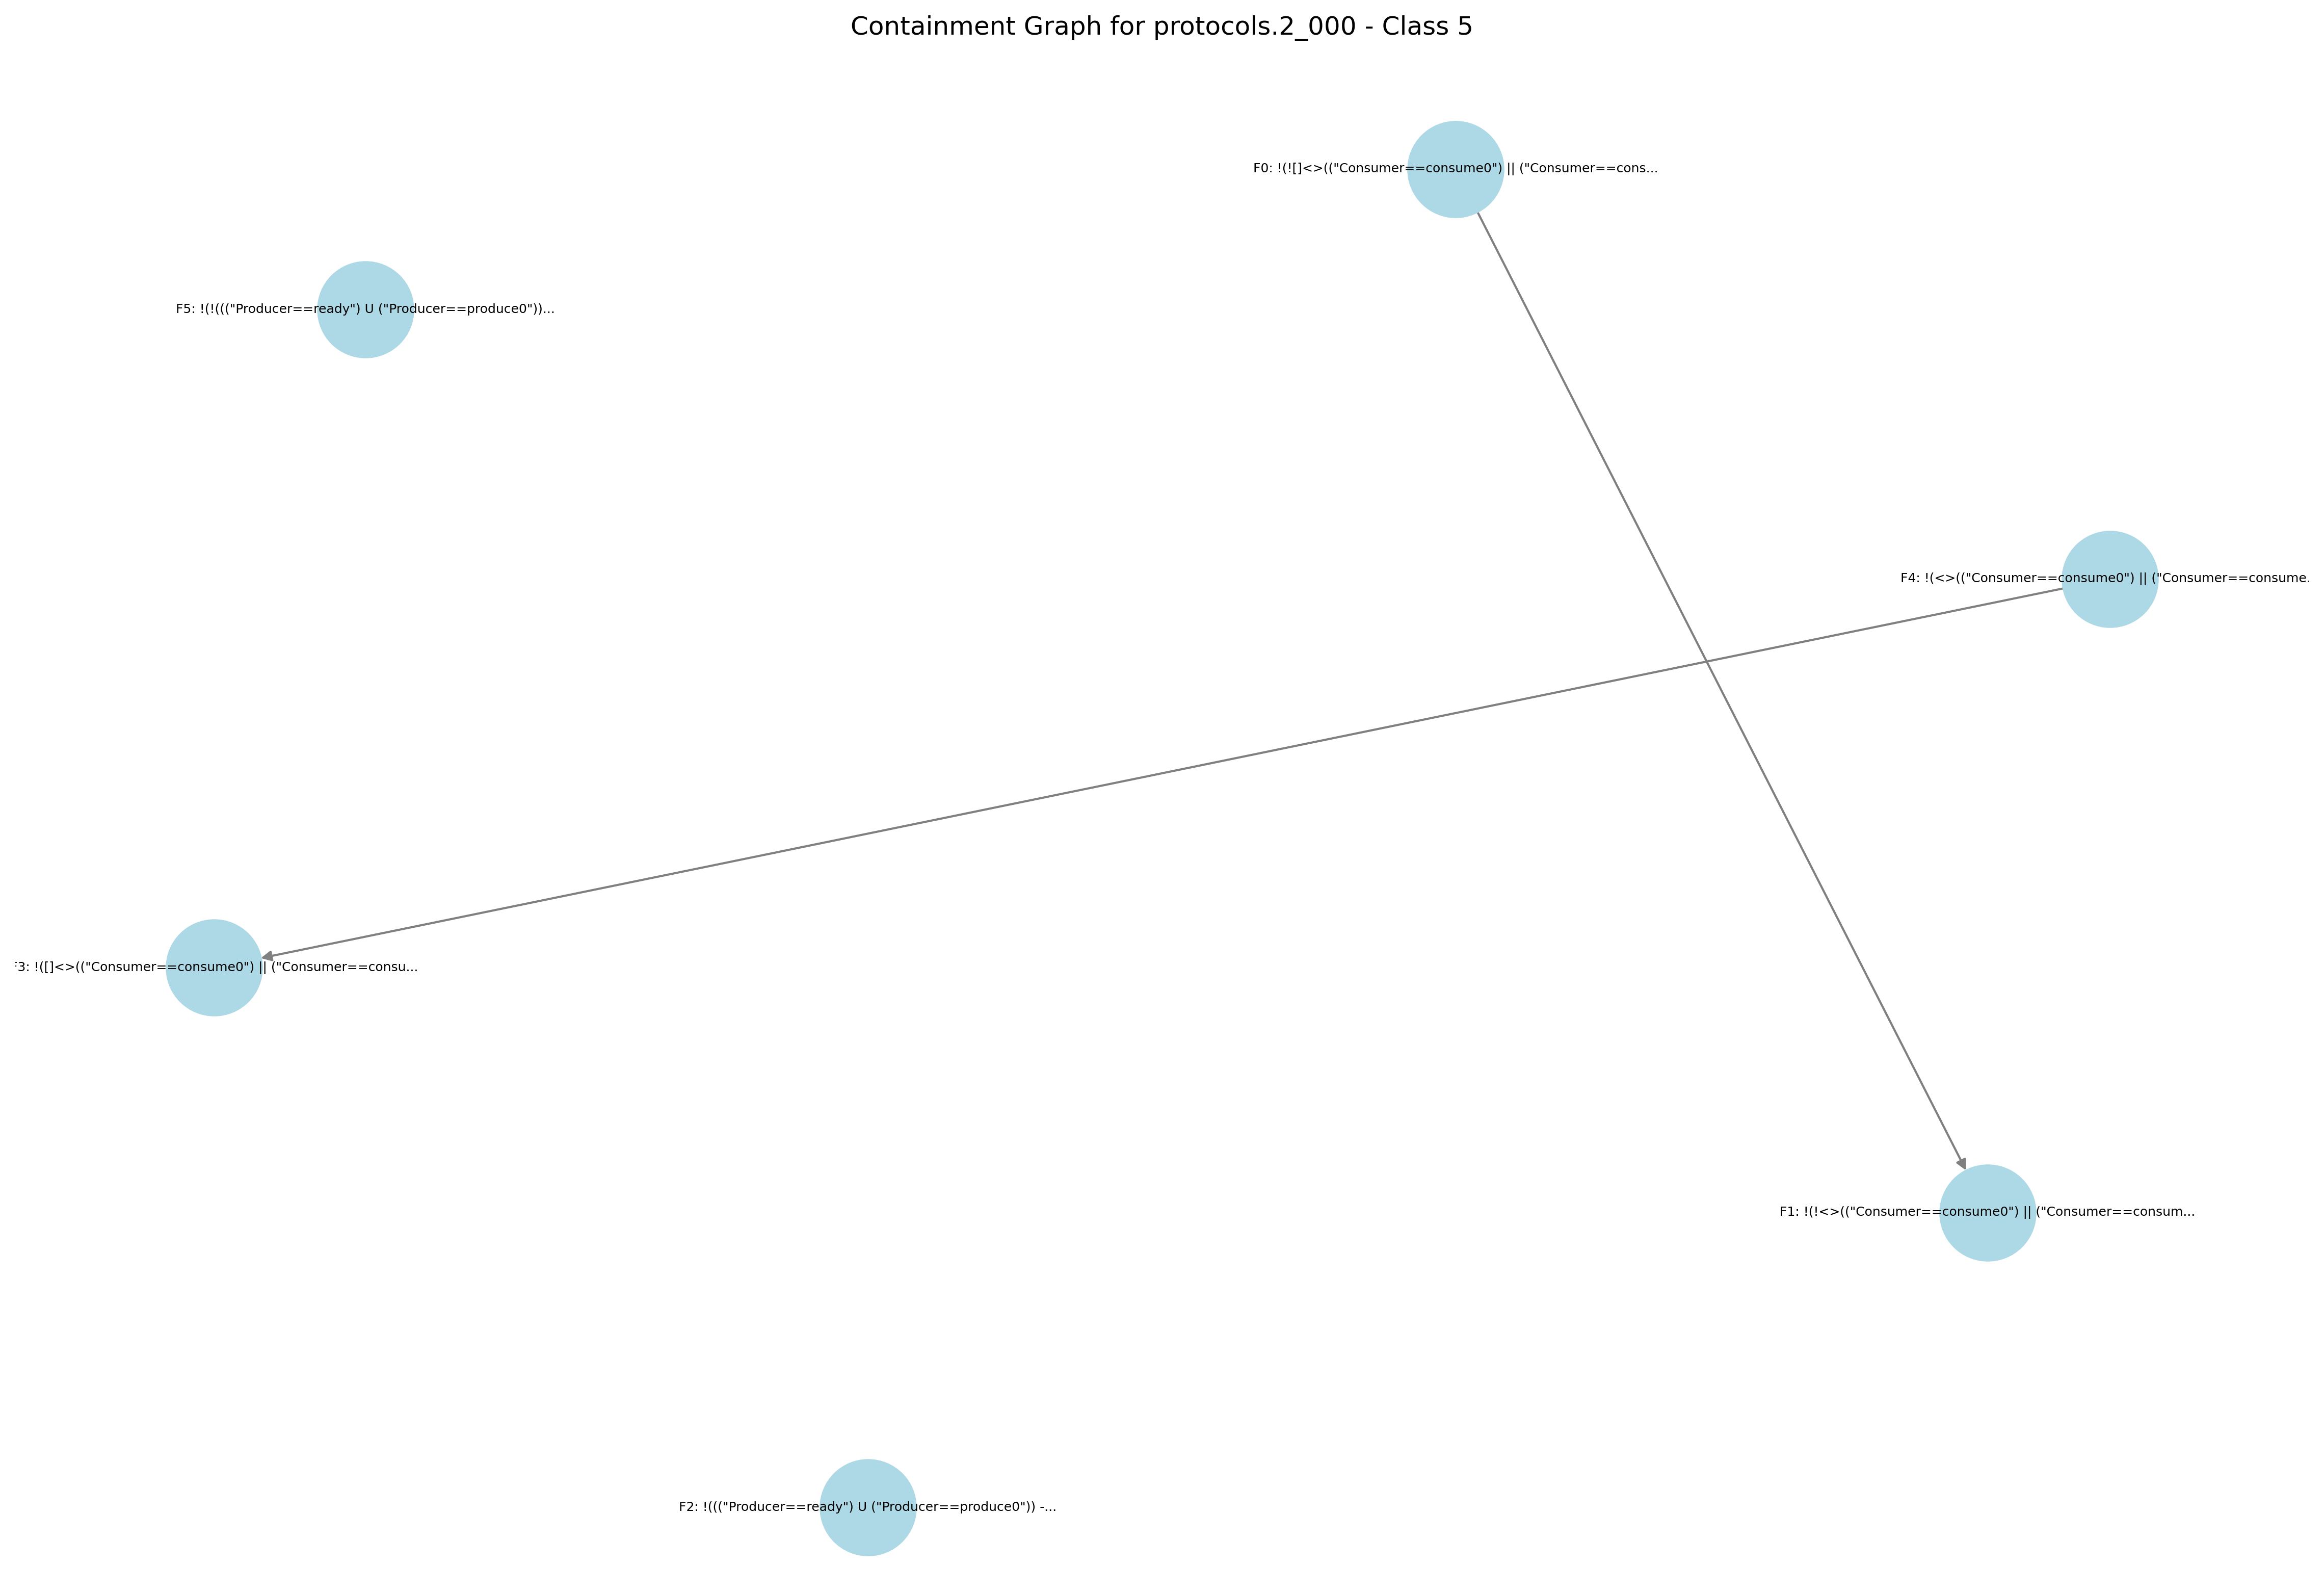 Containment Graph for protocols.2_000 - Class 5
F0: !(![]<>(("Consumer==consume0") || ("Consumer==cons...
F5: !(!((("Producer==ready") U ("Producer==produce0"))...
F4: !(<>(("Consumer==consume0") || ("Consumer==consume.
3: !([]<>(("Consumer==consume0") || ("Consumer==consu...
F1: !(!<>(("Consumer==consume0") || ("Consumer==consum...
F2: !((("Producer==ready") U ("Producer==produce0")) -...